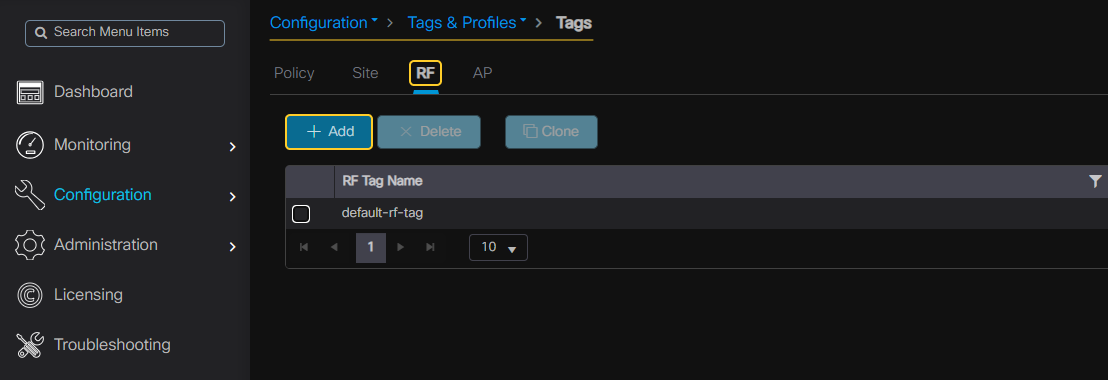 Search Menu Items
Dashboard
Monitoring
Configuration
Administration
Licensing
Troubleshooting
Configuration > Tags & Profiles > Tags
Policy Site RF AP
+ Add × Delete Clone
RF Tag Name
default-rf-tag
1 10